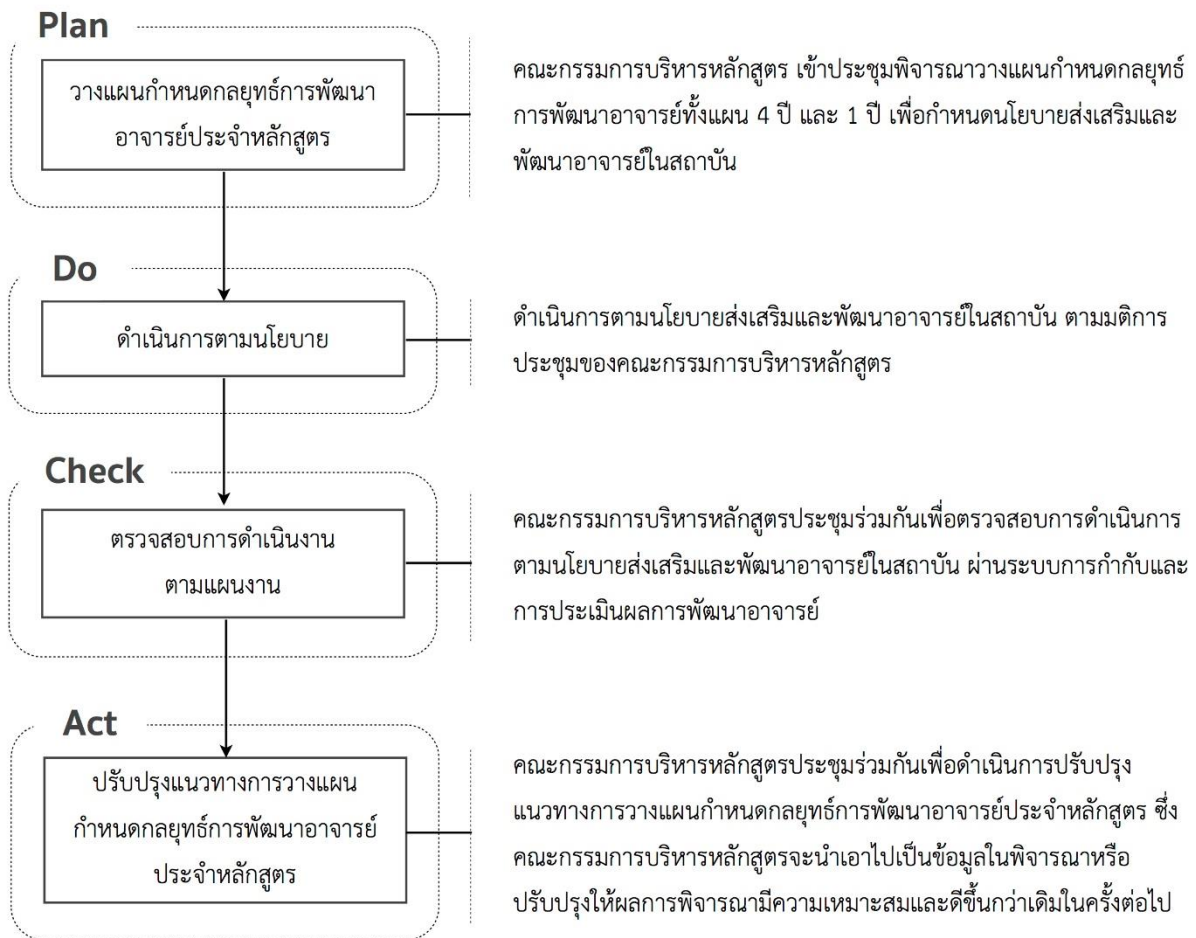 Plan
วางแผนกำหนดกลยุทธ์การพัฒนา
อาจารย์ประจำหลักสูตร
คณะกรรมการบริหารหลักสูตร เข้าประชุมพิจารณาวางแผนกำหนดกลยุทธ์
การพัฒนาอาจารย์ทั้งแผน 4 ปี และ 1 ปี เพื่อกำหนดนโยบายส่งเสริมและ
พัฒนาอาจารย์ในสถาบัน
Do
ดำเนินการตามนโยบาย
ดำเนินการตามนโยบายส่งเสริมและพัฒนาอาจารย์ในสถาบัน ตามมติการ
ประชุมของคณะกรรมการบริหารหลักสูตร
Check
ตรวจสอบการดำเนินงาน
ตามแผนงาน
คณะกรรมการบริหารหลักสูตรประชุมร่วมกันเพื่อตรวจสอบการดำเนินการ
ตามนโยบายส่งเสริมและพัฒนาอาจารย์ในสถาบัน ผ่านระบบการกำกับและ
การประเมินผลการพัฒนาอาจารย์
Act
ปรับปรุงแนวทางการวางแผน
กำหนดกลยุทธ์การพัฒนาอาจารย์
ประจำหลักสูตร
คณะกรรมการบริหารหลักสูตรประชุมร่วมกันเพื่อดำเนินการปรับปรุง
แนวทางการวางแผนกำหนดกลยุทธ์การพัฒนาอาจารย์ประจำหลักสูตร ซึ่ง
คณะกรรมการบริหารหลักสูตรจะนำเอาไปเป็นข้อมูลในพิจารณาหรือ
ปรับปรุงให้ผลการพิจารณามีความเหมาะสมและดีขึ้นกว่าเดิมในครั้งต่อไป